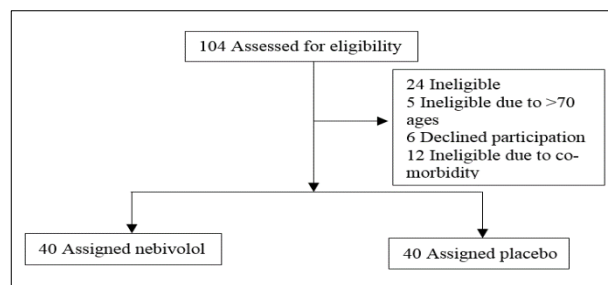 104 Assessed for eligibility
24 Ineligible
5 Ineligible due to >70
ages
6 Declined participation
12 Ineligible due to co-
morbidity
40 Assigned nebivolol
40 Assigned placebo